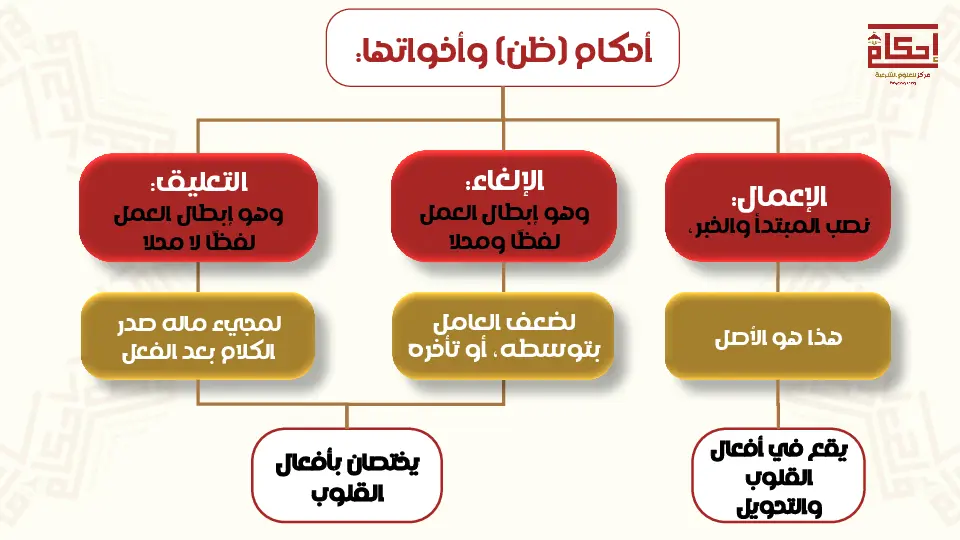 أحكام (ظن) وأخواتها:
إحكام
مركز للعلوم الشرعية
الإعمال:
نصب المبتدأ والخبر،
الإلغاء:
وهو إبطال العمل
لفظًا ومحلا
التعليق:
وهو إبطال العمل
لفظًا لا محلا
هذا هو الأصل
لضعف العامل
بتوسطه، أو تأخره
لمجيء ماله صدر
الكلام بعد الفعل
يقع في أفعال
القلوب
والتحويل
يختصان بأفعال
القلوب